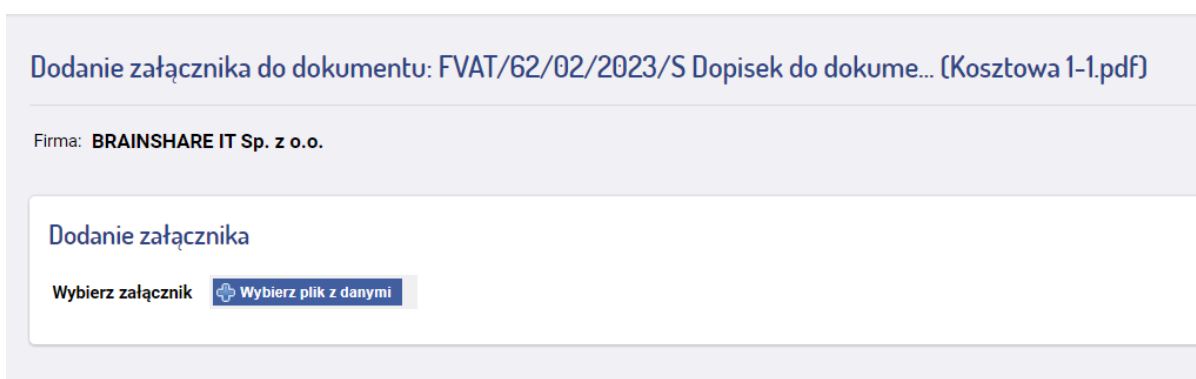 Dodanie załącznika do dokumentu: FVAT/62/02/2023/S Dopisek do dokume... (Kosztowa 1-1.pdf)
Firma: BRAINSHARE IT Sp. z o.o.
Dodanie załącznika
Wybierz załącznik Wybierz plik z danymi